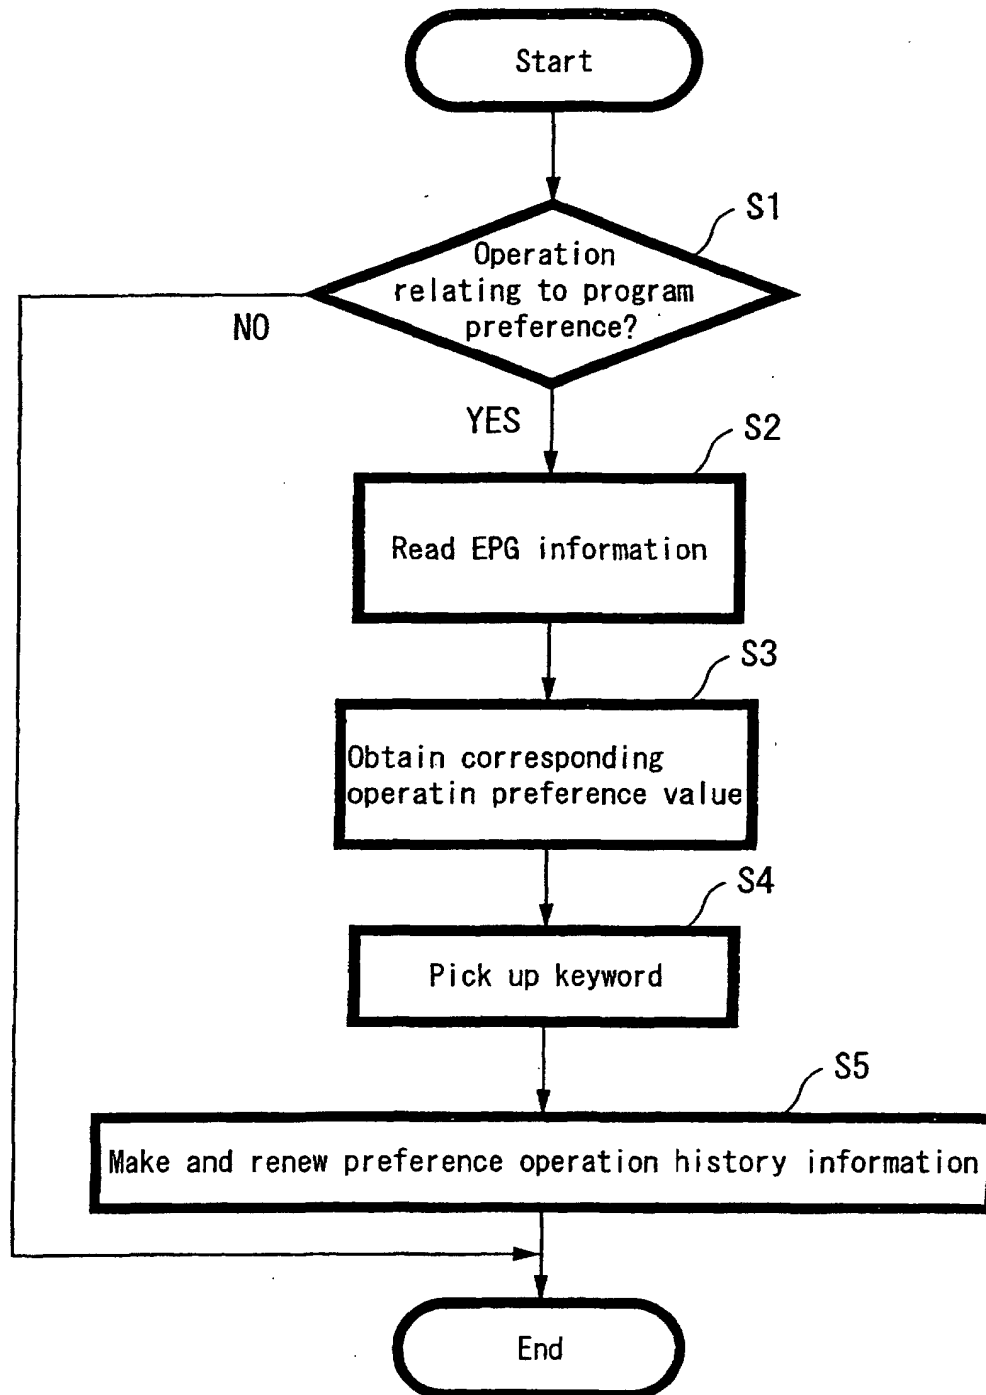 Start
S1
Operation
relating to program
preference?
NO
YES
S2
Read EPG information
S3
Obtain corresponding
operatin preference value
S4
Pick up keyword
S5
Make and renew preference operation history information
End